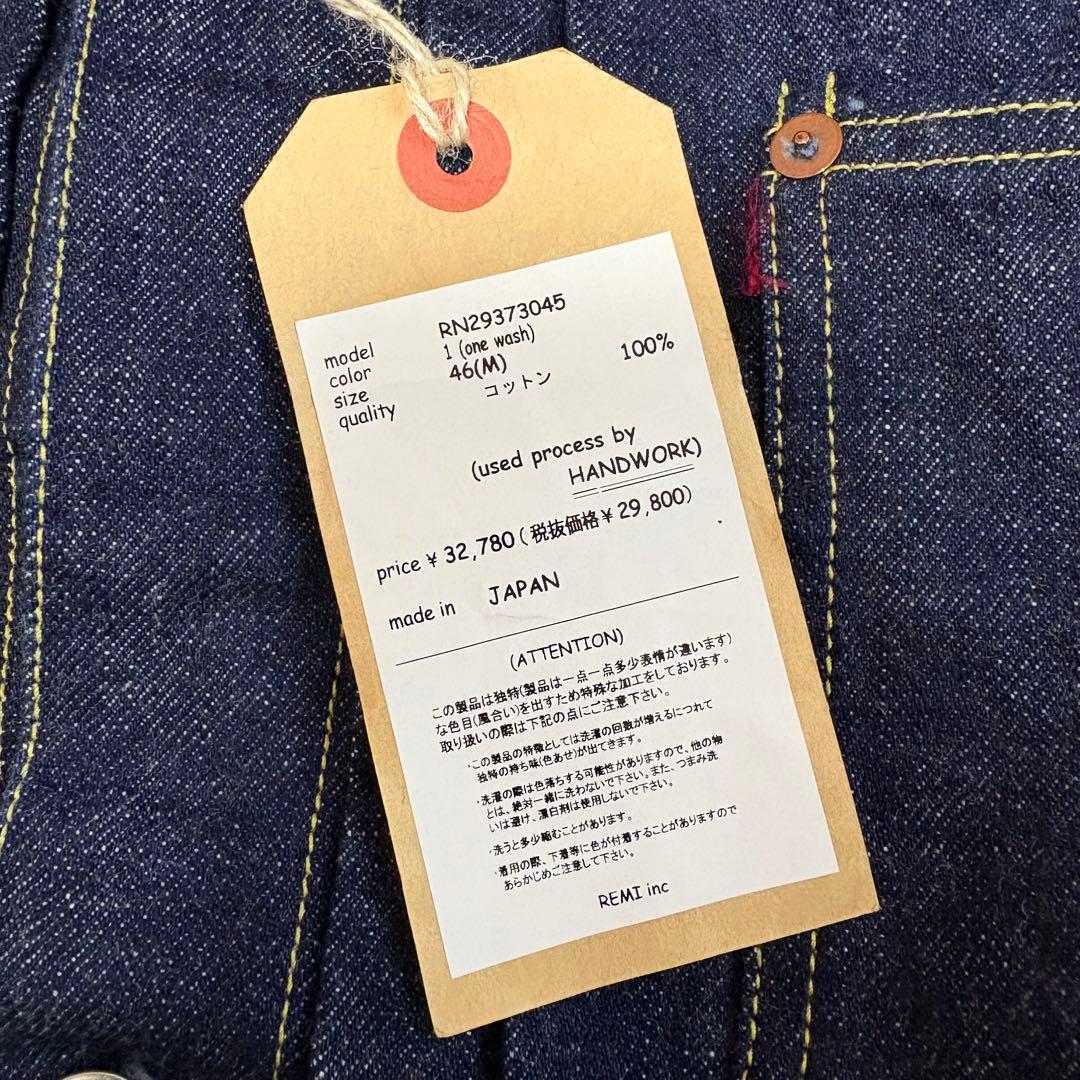 model RN29373045
color 1 (one wash)
size 46(M)
quality コットン 100%
(used process by
HANDWORK)
price ¥ 32,780 ( 税抜価格 ¥ 29,800)
made in JAPAN
(ATTENTION)
この製品は独特(製品は一点一点多少表情が違います)
な色目(風合い)を出すため特殊な加工をしております。
取り扱いの際は下記の点にご注意下さい。
・この製品の特徴としては洗濯の回数が増えるにつれて
独特の持ち味(色あせ)が出てきます。
・洗濯の際は色落ちする可能性がありますので、他の物
とは、絶対一緒に洗わないで下さい。また、つまみ洗
いは避け、漂白剤は使用しないで下さい。
・洗うと多少縮むことがあります。
・着用の際、下着等に色が付着することがありますので
あらかじめご注意して下さい。
REMI inc